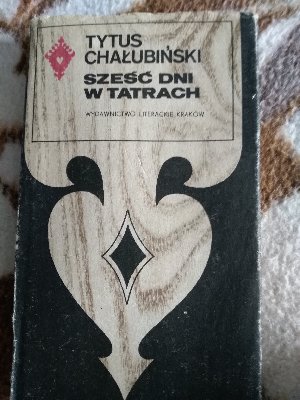 TYTUS
CHAŁUBIŃSKI
SZEŚĆ DNI
W TATRACH
WYDAWNICTWO LITERACKIE KRAKÓW